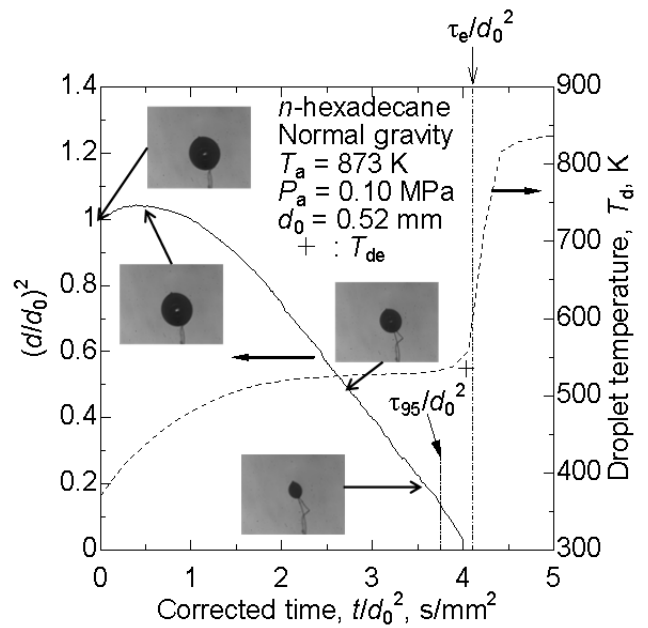 τe/d0²
1.4
1.2
1
0.8
0.6
0.4
0.2
0
(d/d0)²
n-hexadecane
Normal gravity
Ta = 873 K
Pa = 0.10 MPa
d0 = 0.52 mm
+ : Tde
τ95/d0²
900
800
700
600
500
400
300
Droplet temperature, Td, K
0 1 2 3 4 5
Corrected time, t/d0², s/mm²